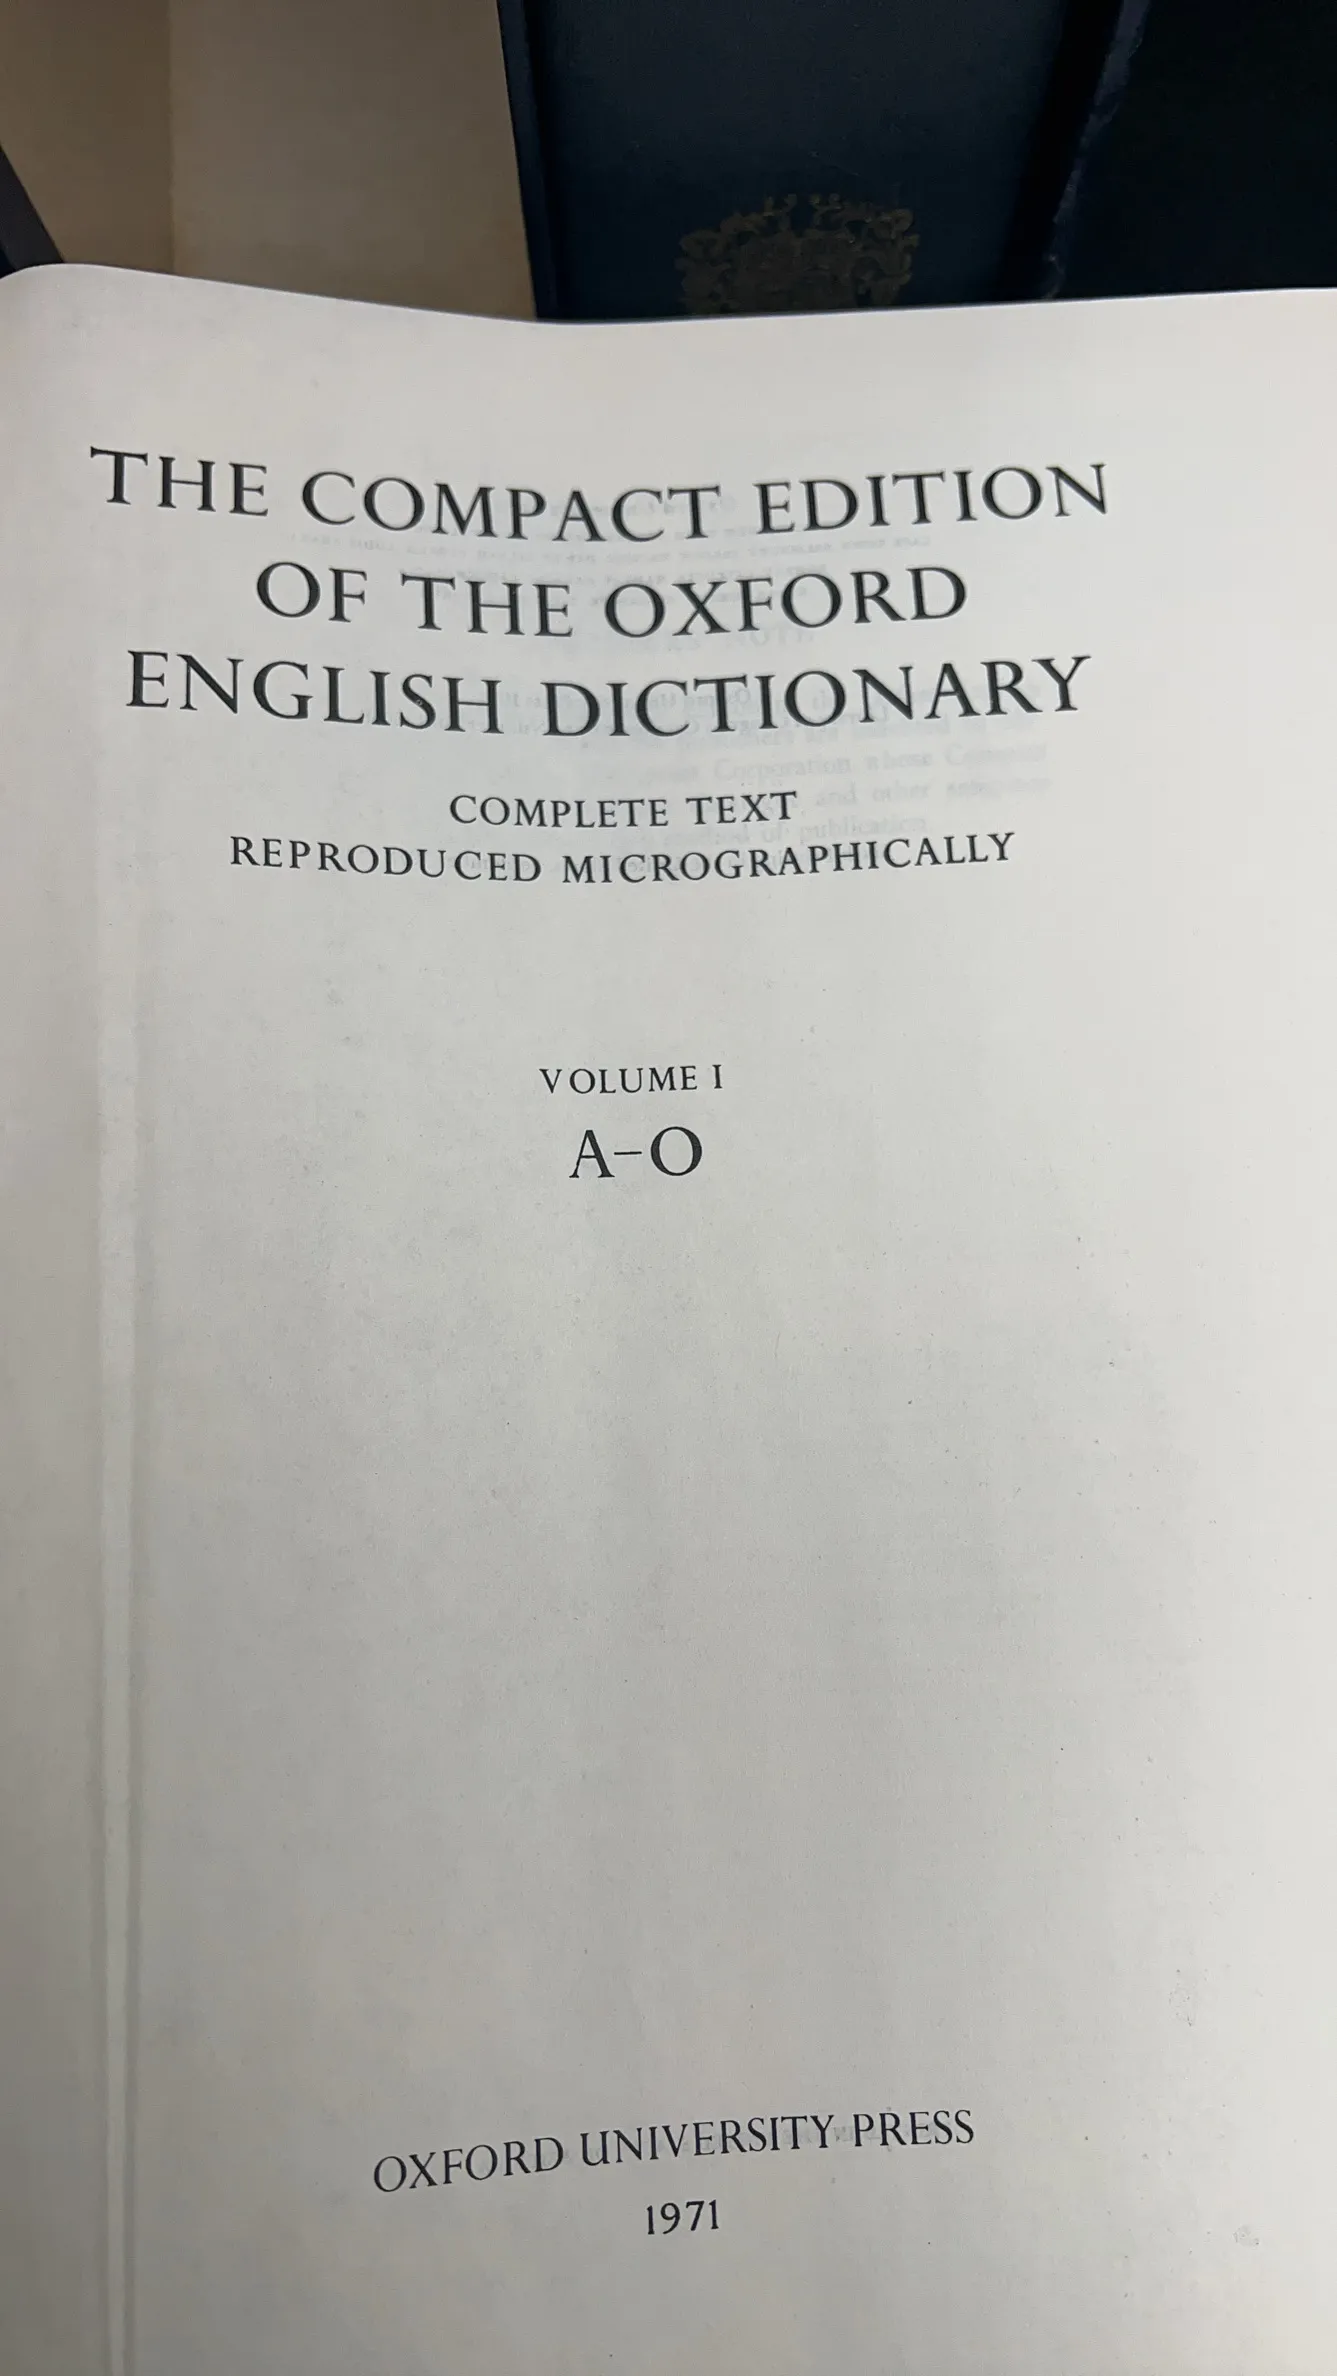 THE COMPACT EDITION
OF THE OXFORD
ENGLISH DICTIONARY
COMPLETE TEXT
REPRODUCED MICROGRAPHICALLY
VOLUME I
A–O
OXFORD UNIVERSITY PRESS
1971